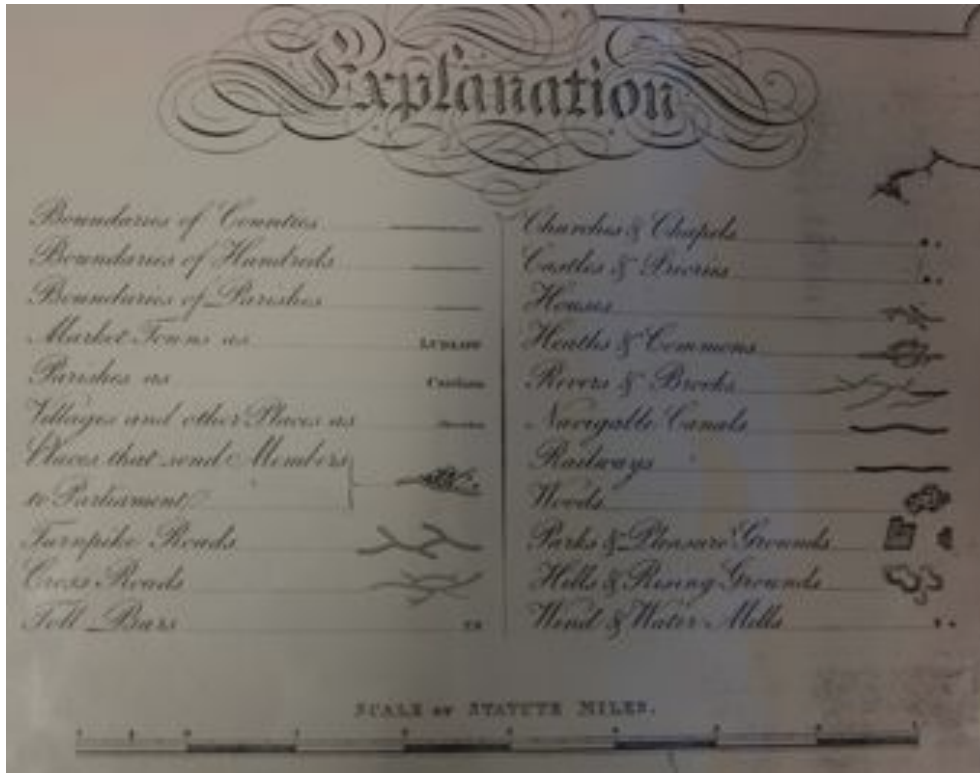 Explanation
Boundaries of Counties
Boundaries of Hundreds
Boundaries of Parishes
Market Towns as LUDLOW
Parishes as
Villages and other Places as
Places that send Members
to Parliament
Turnpike Roads
Cross Roads
Toll Bars TB
Churches & Chapels
Castles & Priories
Houses
Heaths & Commons
Rivers & Brooks
Navigable Canals
Railways
Woods
Parks & Pleasure Grounds
Hills & Rising Grounds
Wind & Water Mills
SCALE OF STATUTE MILES.